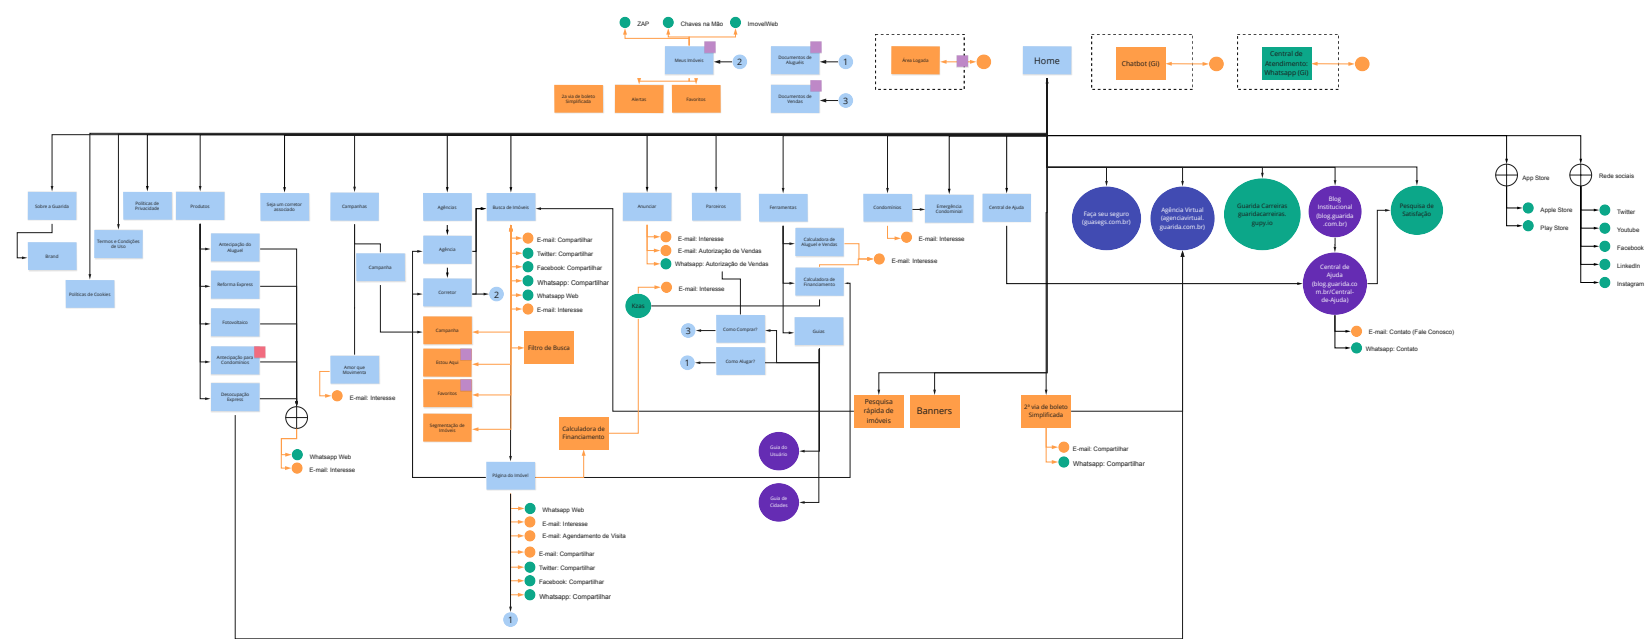 ZAP
Chaves na Mão
ImovelWeb
Meus Imóveis
2
Documentos de
Aluguéis
1
Área Logada
Home
Chatbot (Gi)
Central de
Atendimento:
Whatsapp (Gi)
2a via de boleto
Simplificada
Alertas
Favoritos
Documentos de
Vendas
3
Sobre a Guarida
Políticas de
Privacidade
Produtos
Seja um corretor
associado
Campanhas
Agências
Busca de Imóveis
Anunciar
Parceiros
Ferramentas
Condomínios
Emergência
Condominial
Central de Ajuda
Faça seu seguro
(guasegs.com.br)
Agência Virtual
(agenciavirtual.
guarida.com.br)
Guarida Carreiras
guaridacarreiras.
gupy.io
Blog
Institucional
(blog.guarida
.com.br)
Pesquisa de
Satisfação
App Store
Rede sociais
Apple Store
Play Store
Twitter
Youtube
Facebook
LinkedIn
Instagram
Brand
Termos e Condições
de Uso
Políticas de Cookies
Antecipação do
Aluguel
Reforma Express
Fotovoltaico
Antecipação para
Condomínios
Desocupação
Express
Whatsapp Web
E-mail: Interesse
Campanha
Amor que
Movimenta
E-mail: Interesse
Agência
Corretor
2
E-mail: Compartilhar
Twitter: Compartilhar
Facebook: Compartilhar
Whatsapp: Compartilhar
Whatsapp Web
E-mail: Interesse
Campanha
Estou Aqui
Favoritos
Segmentação de
Imóveis
Filtro de Busca
Calculadora de
Financiamento
Página do Imóvel
Whatsapp Web
E-mail: Interesse
E-mail: Agendamento de Visita
E-mail: Compartilhar
Twitter: Compartilhar
Facebook: Compartilhar
Whatsapp: Compartilhar
1
E-mail: Interesse
E-mail: Autorização de Vendas
Whatsapp: Autorização de Vendas
E-mail: Interesse
3
Como Comprar?
1
Como Alugar?
Calculadora de
Aluguel e Vendas
Calculadora de
Financiamento
Guias
E-mail: Interesse
E-mail: Interesse
Guia do
Usuário
Guia de
Cidades
Pesquisa
rápida de
imóveis
Banners
2ª via de boleto
Simplificada
E-mail: Compartilhar
Whatsapp: Compartilhar
Central de
Ajuda
(blog.guarida.co
m.br/Central-
de-Ajuda)
E-mail: Contato (Fale Conosco)
Whatsapp: Contato